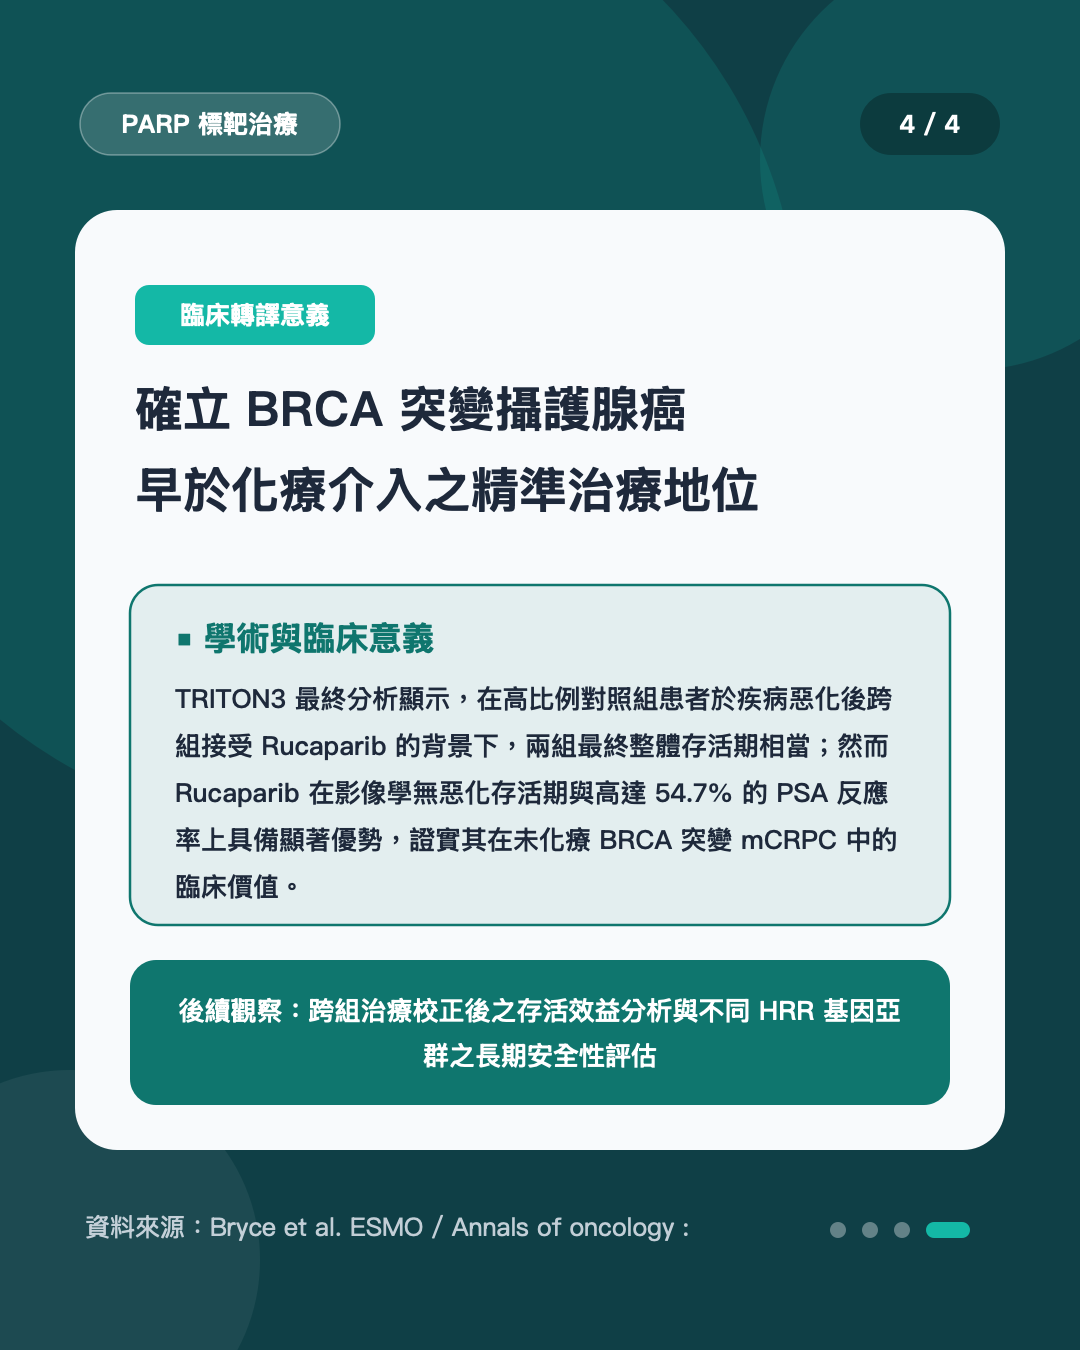 PARP 標靶治療
4 / 4
臨床轉譯意義
確立 BRCA 突變攝護腺癌
早於化療介入之精準治療地位
▪ 學術與臨床意義
TRITON3 最終分析顯示，在高比例對照組患者於疾病惡化後跨
組接受 Rucaparib 的背景下，兩組最終整體存活期相當；然而
Rucaparib 在影像學無惡化存活期與高達 54.7% 的 PSA 反應
率上具備顯著優勢，證實其在未化療 BRCA 突變 mCRPC 中的
臨床價值。
後續觀察：跨組治療校正後之存活效益分析與不同 HRR 基因亞
群之長期安全性評估
資料來源：Bryce et al. ESMO / Annals of oncology :